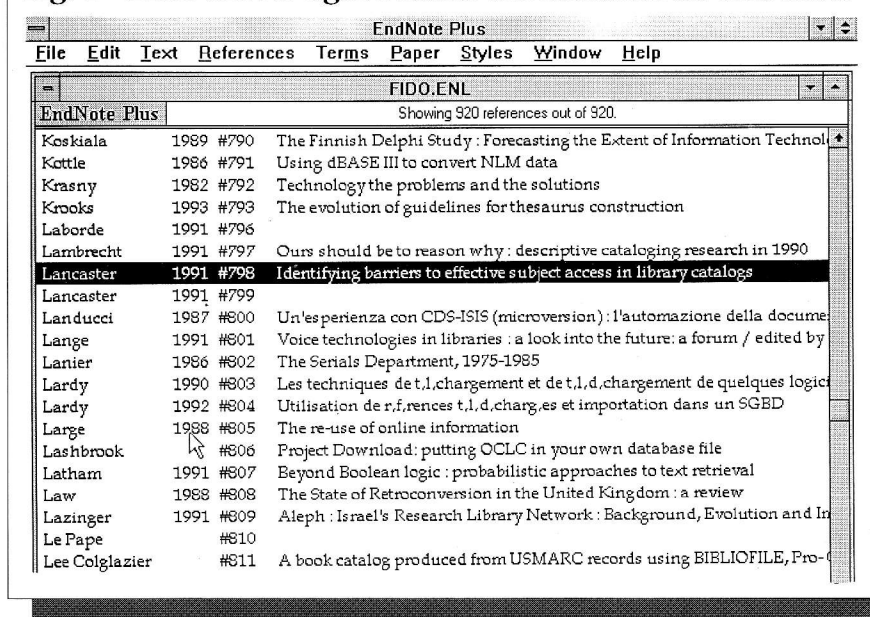 EndNote Plus
File Edit Text References Terms Paper Styles Window Help
FIDO.ENL
EndNote Plus Showing 920 references out of 920.
Koskiala 1989 #790 The Finnish Delphi Study : Forecasting the Extent of Information Technol
Kottle 1986 #791 Using dBASE III to convert NLM data
Krasny 1982 #792 Technology the problems and the solutions
Krooks 1993 #793 The evolution of guidelines for thesaurus construction
Laborde 1991 #796
Lambrecht 1991 #797 Ours should be to reason why : descriptive cataloging research in 1990
Lancaster 1991 #798 Identifying barriers to effective subject access in library catalogs
Lancaster 1991 #799
Landucci 1987 #800 Un'esperienza con CDS-ISIS (microversion) : l'automazione della docume
Lange 1991 #801 Voice technologies in libraries : a look into the future: a forum / edited by
Lanier 1986 #802 The Serials Department, 1975-1985
Lardy 1990 #803 Les techniques de t,l,chargement et de t,l,d,chargement de quelques logici
Lardy 1992 #804 Utilisation de r,f,rences t,l,d,charg,es et importation dans un SGBD
Large 1988 #805 The re-use of online information
Lashbrook #806 Project Download: putting OCLC in your own database file
Latham 1991 #807 Beyond Boolean logic : probabilistic approaches to text retrieval
Law 1988 #808 The State of Retroconversion in the United Kingdom : a review
Lazinger 1991 #809 Aleph : Israel's Research Library Network : Background, Evolution and In
Le Pape #810
Lee Colglazier #811 A book catalog produced from USMARC records using BIBLIOFILE, Pro-